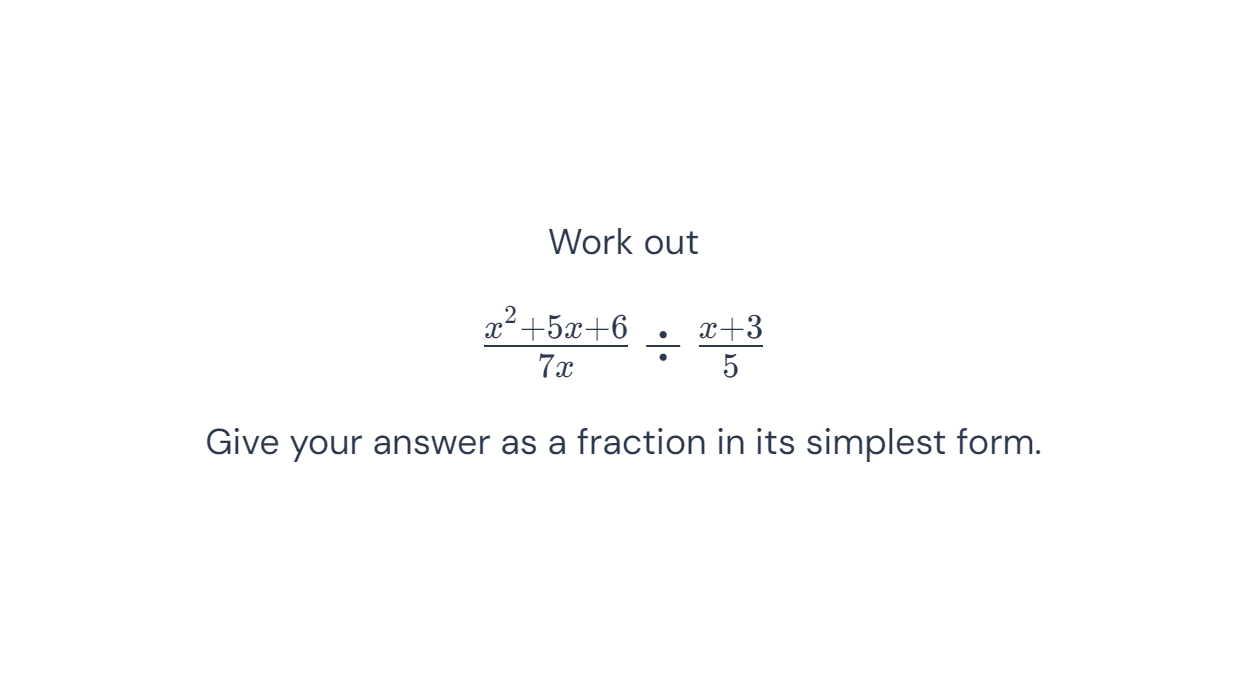 Work out
\frac{x^2+5x+6}{7x} ÷ \frac{x+3}{5}
Give your answer as a fraction in its simplest form.